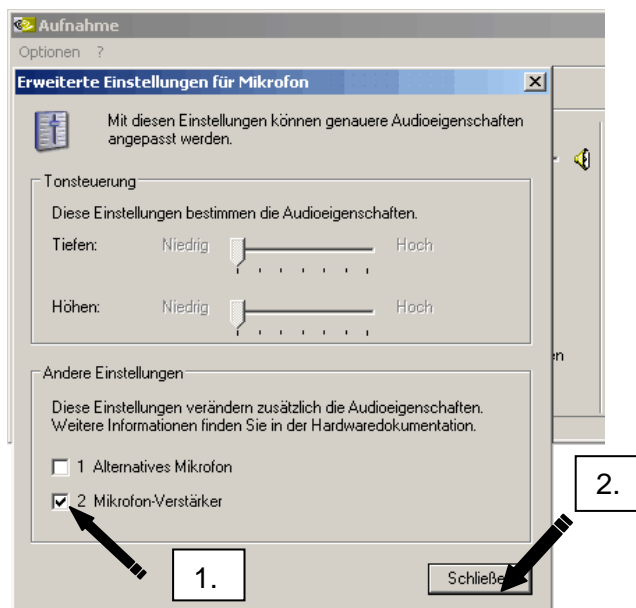 Aufnahme
Optionen ?
Erweiterte Einstellungen für Mikrofon
Mit diesen Einstellungen können genauere Audioeigenschaften
angepasst werden.
Tonsteuerung
Diese Einstellungen bestimmen die Audioeigenschaften.
Tiefen: Niedrig Hoch
Höhen: Niedrig Hoch
en
Andere Einstellungen
Diese Einstellungen verändern zusätzlich die Audioeigenschaften.
Weitere Informationen finden Sie in der Hardwaredokumentation.
1 Alternatives Mikrofon
2 Mikrofon-Verstärker
2.
1.
Schließe